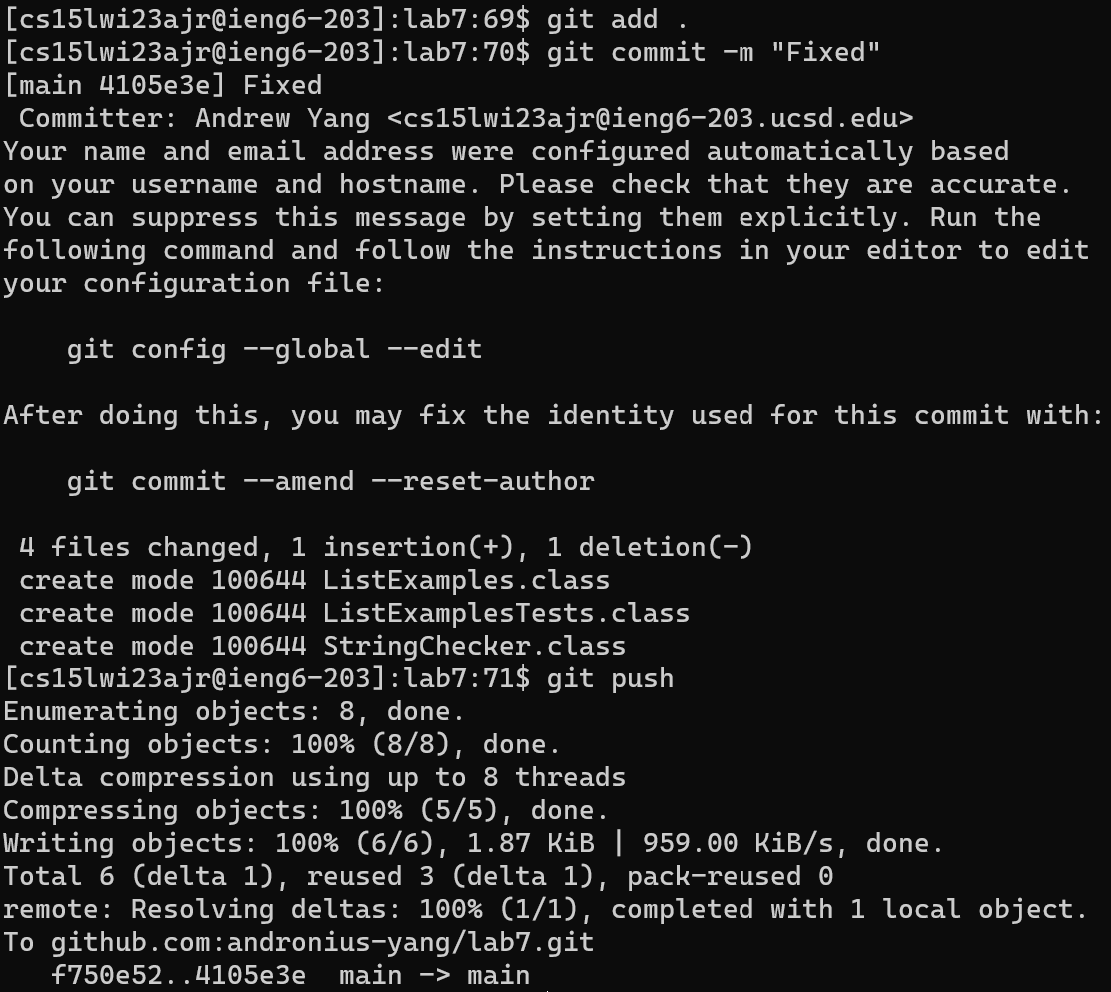 [cs15lwi23ajr@ieng6-203]:lab7:69$ git add .
[cs15lwi23ajr@ieng6-203]:lab7:70$ git commit -m "Fixed"
[main 4105e3e] Fixed
 Committer: Andrew Yang <cs15lwi23ajr@ieng6-203.ucsd.edu>
Your name and email address were configured automatically based
on your username and hostname. Please check that they are accurate.
You can suppress this message by setting them explicitly. Run the
following command and follow the instructions in your editor to edit
your configuration file:

    git config --global --edit

After doing this, you may fix the identity used for this commit with:

    git commit --amend --reset-author

 4 files changed, 1 insertion(+), 1 deletion(-)
 create mode 100644 ListExamples.class
 create mode 100644 ListExamplesTests.class
 create mode 100644 StringChecker.class
[cs15lwi23ajr@ieng6-203]:lab7:71$ git push
Enumerating objects: 8, done.
Counting objects: 100% (8/8), done.
Delta compression using up to 8 threads
Compressing objects: 100% (5/5), done.
Writing objects: 100% (6/6), 1.87 KiB | 959.00 KiB/s, done.
Total 6 (delta 1), reused 3 (delta 1), pack-reused 0
remote: Resolving deltas: 100% (1/1), completed with 1 local object.
To github.com:andronius-yang/lab7.git
   f750e52..4105e3e  main -> main